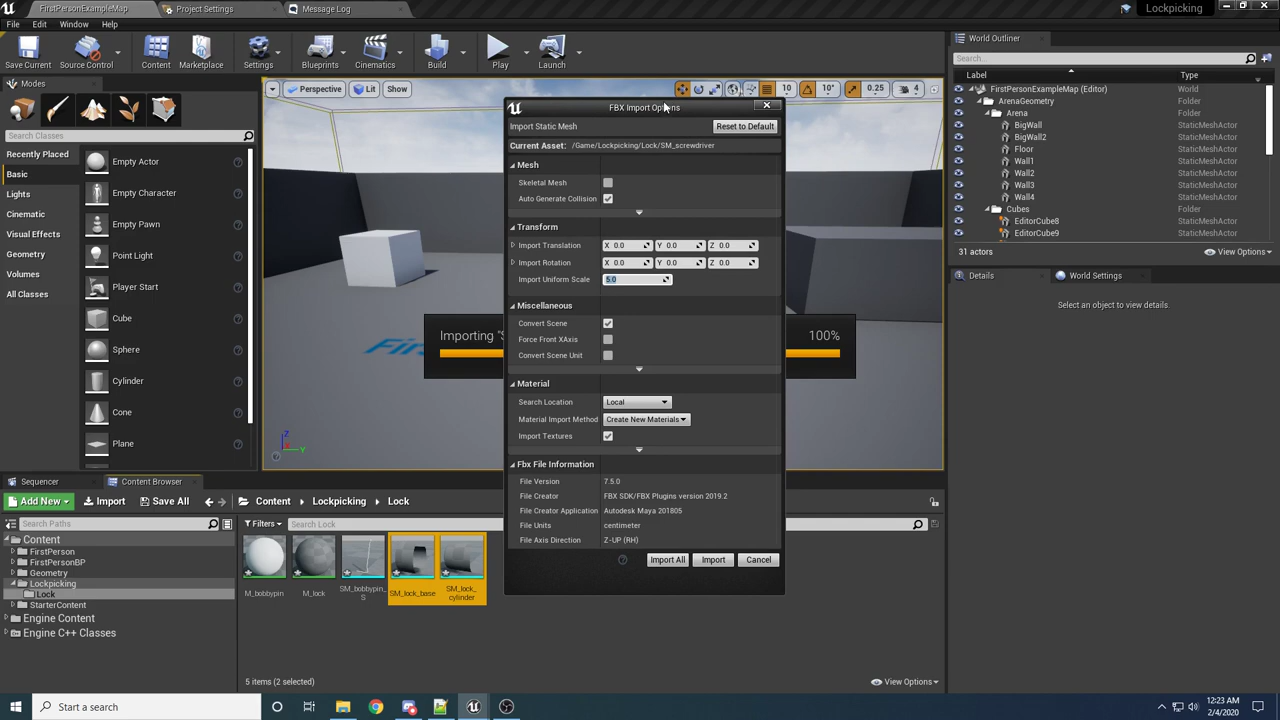 FirstPersonExampleMap
Project Settings
Message Log
Lockpicking
File Edit Window Help
Save Current
Source Control
Content
Marketplace
Settings
Blueprints
Cinematics
Build
Play
Launch
Modes
Search Classes
Recently Placed
Basic
Lights
Cinematic
Visual Effects
Geometry
Volumes
All Classes
Empty Actor
Empty Character
Empty Pawn
Point Light
Player Start
Cube
Sphere
Cylinder
Cone
Plane
Perspective
Lit
Show
10
10°
0.25
4
Importing "S
100%
Z
Y
FBX Import Options
Import Static Mesh
Reset to Default
Current Asset: /Game/Lockpicking/Lock/SM_screwdriver
Mesh
Skeletal Mesh
Auto Generate Collision
Transform
Import Translation X 0.0 Y 0.0 Z 0.0
Import Rotation X 0.0 Y 0.0 Z 0.0
Import Uniform Scale 5.0
Miscellaneous
Convert Scene
Force Front XAxis
Convert Scene Unit
Material
Search Location Local
Material Import Method Create New Materials
Import Textures
Fbx File Information
File Version 7.5.0
File Creator FBX SDK/FBX Plugins version 2019.2
File Creator Application Autodesk Maya 201805
File Units centimeter
File Axis Direction Z-UP (RH)
Import All
Import
Cancel
World Outliner
Search...
Label Type
FirstPersonExampleMap (Editor)
ArenaGeometry Folder
Arena Folder
BigWall StaticMeshActor
BigWall2 StaticMeshActor
Floor StaticMeshActor
Wall1 StaticMeshActor
Wall2 StaticMeshActor
Wall3 StaticMeshActor
Wall4 StaticMeshActor
Cubes Folder
EditorCube8 StaticMeshActor
EditorCube9 StaticMeshActor
31 actors
View Options
Details
World Settings
Select an object to view details.
Sequencer
Content Browser
Add New
Import
Save All
Content
Lockpicking
Lock
Search Paths
Filters
Search Lock
Content
FirstPerson
FirstPersonBP
Geometry
Lockpicking
Lock
StarterContent
Engine Content
Engine C++ Classes
M_bobbypin
M_lock
SM_bobbypin_
S
SM_lock_base
SM_lock_
cylinder
5 items (2 selected)
View Options
Start a search
12:23 AM
2/4/2020